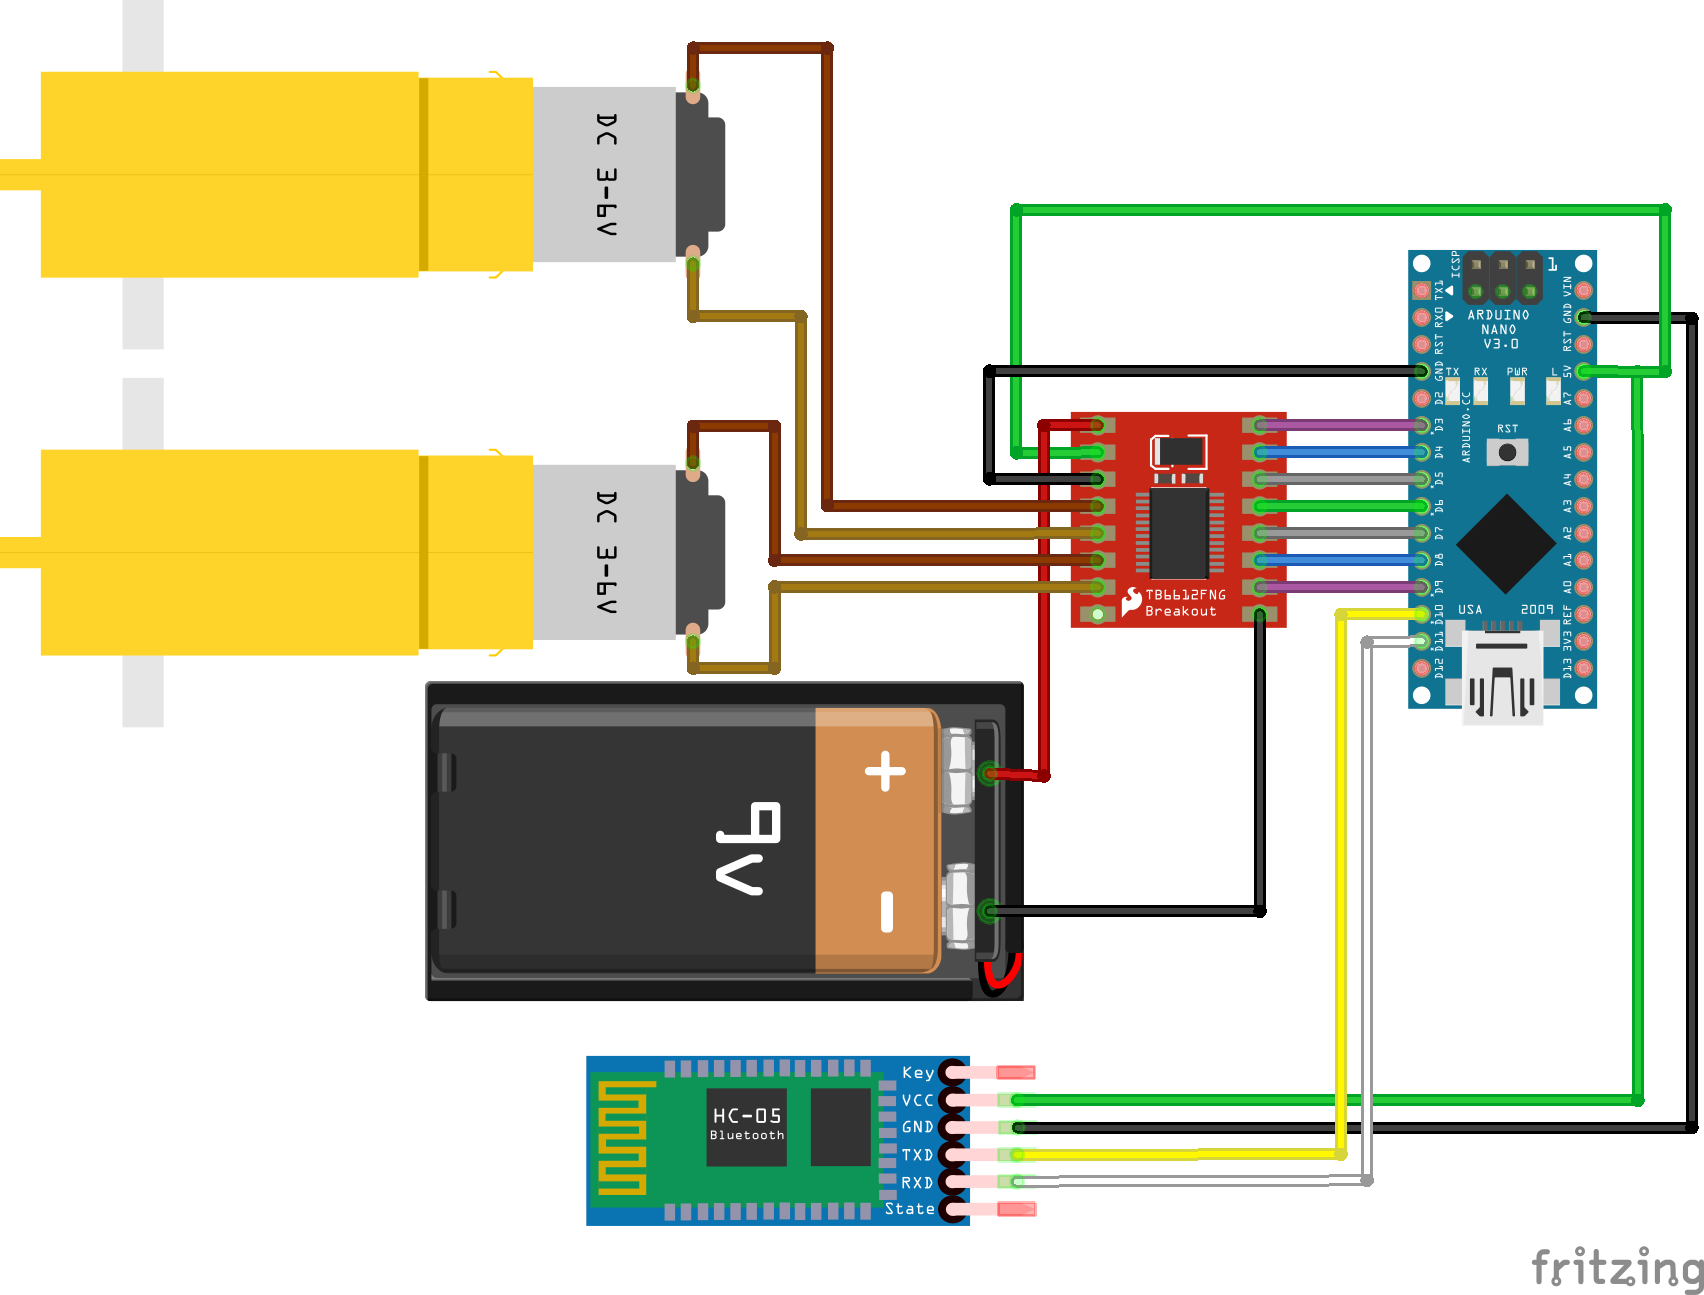 DC 3-6V
DC 3-6V
ICSP
1
TX1
RX0
RST
GND
D2
D3
D4
D5
D6
D7
D8
D9
D10
D11
D12
VIN
GND
RST
5V
A7
A6
A5
A4
A3
A2
A1
A0
REF
3V3
D13
ARDUINO
NANO
V3.0
TX RX PWR L
RST
ARDUINO.CC
USA 2009
TB6612FNG
Breakout
+
-
9V
HC-05
Bluetooth
Key
VCC
GND
TXD
RXD
State
fritzing